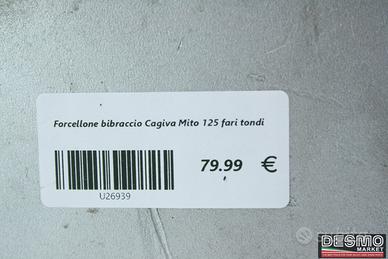 Forcellone bibraccio Cagiva Mito 125 fari tondi
79.99 €
U26939
DESMO
MARKET